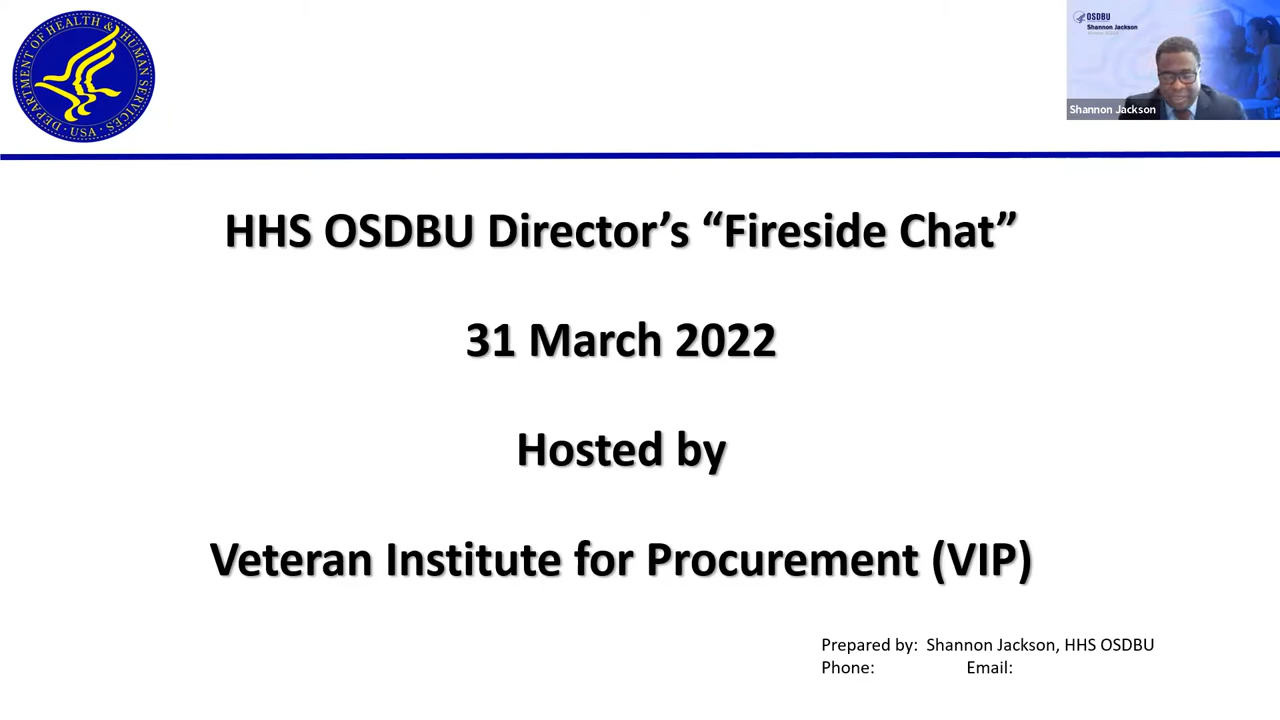 DEPARTMENT OF HEALTH & HUMAN SERVICES · USA ·
OSDBU
Shannon Jackson
Shannon Jackson
HHS OSDBU Director’s “Fireside Chat”
31 March 2022
Hosted by
Veteran Institute for Procurement (VIP)
Prepared by: Shannon Jackson, HHS OSDBU
Phone: Email: